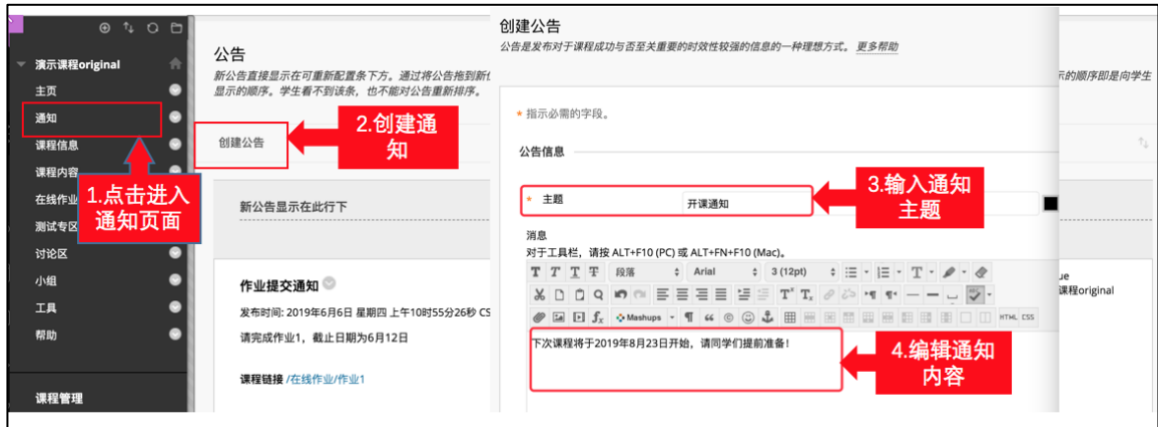 演示课程original
主页
通知
课程信息
课程内容
在线作业
测试专区
讨论区
小组
工具
帮助
课程管理
1.点击进入
通知页面
公告
新公告直接显示在可重新配置条下方。通过将公告拖到新
显示的顺序。学生看不到该条，也不能对公告重新排序。
创建公告
2.创建通
知
新公告显示在此行下
作业提交通知
发布时间: 2019年6月6日 星期四 上午10时55分26秒 CS
请完成作业1，截止日期为6月12日
课程链接 /在线作业/作业1
创建公告
公告是发布对于课程成功与否至关重要的时效性较强的信息的一种理想方式。 更多帮助
* 指示必需的字段。
公告信息
* 主题 开课通知
3.输入通知
主题
消息
对于工具栏，请按 ALT+F10 (PC) 或 ALT+FN+F10 (Mac)。
T T T T 段落 Arial 3 (12pt)
Mashups HTML CSS
下次课程将于2019年8月23日开始，请同学们提前准备！
4.编辑通知
内容
示的顺序即是向学生
ue
课程original